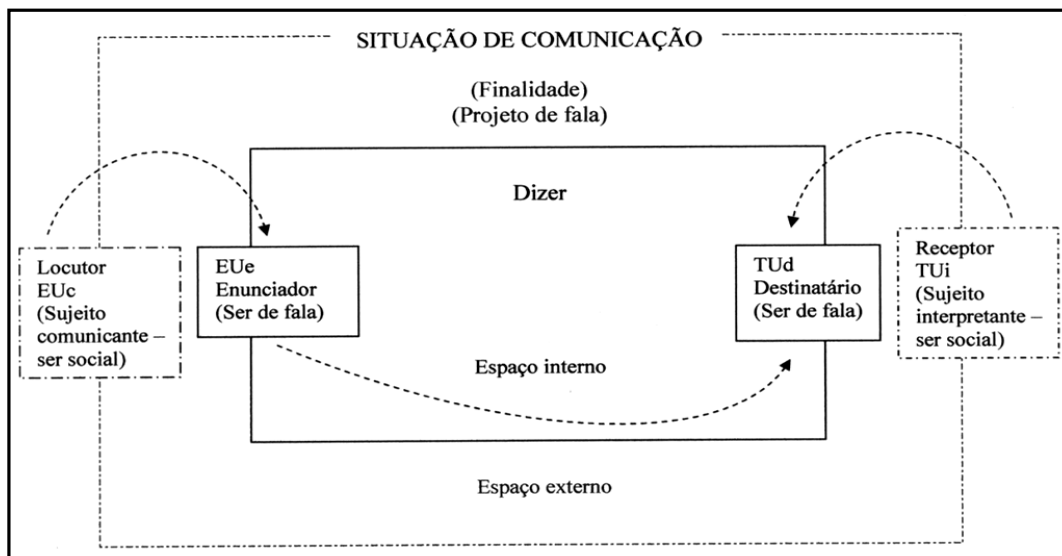 SITUAÇÃO DE COMUNICAÇÃO
(Finalidade)
(Projeto de fala)
Dizer
Locutor
EUc
(Sujeito
comunicante –
ser social)
EUe
Enunciador
(Ser de fala)
TUd
Destinatário
(Ser de fala)
Receptor
TUi
(Sujeito
interpretante –
ser social)
Espaço interno
Espaço externo